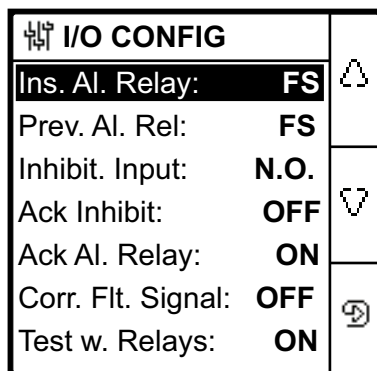 I/O CONFIG
Ins. Al. Relay: FS
Prev. Al. Rel: FS
Inhibit. Input: N.O.
Ack Inhibit: OFF
Ack Al. Relay: ON
Corr. Flt. Signal: OFF
Test w. Relays: ON